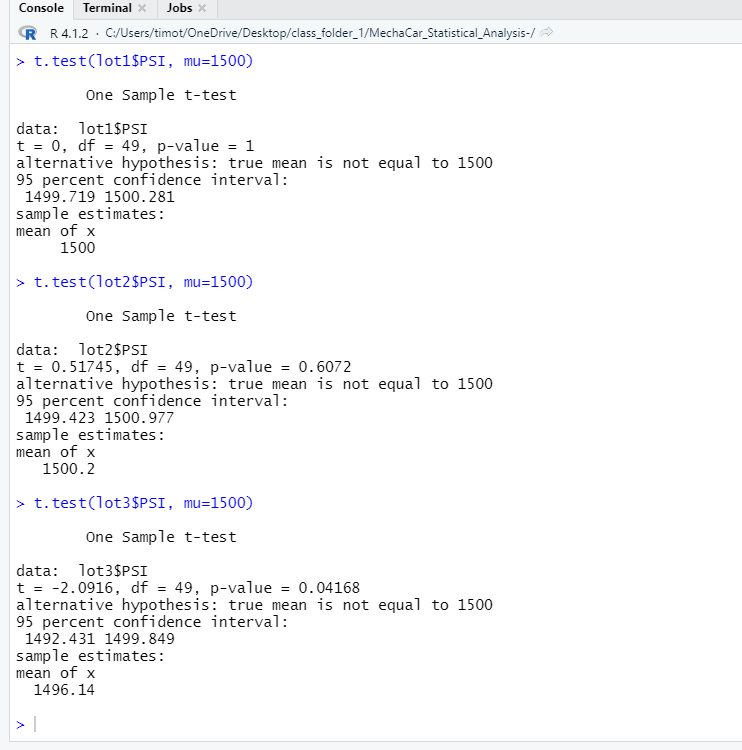 Console Terminal × Jobs ×
R R 4.1.2 · C:/Users/timot/OneDrive/Desktop/class_folder_1/MechaCar_Statistical_Analysis-/
> t.test(lot1$PSI, mu=1500)
One Sample t-test
data:  lot1$PSI
t = 0, df = 49, p-value = 1
alternative hypothesis: true mean is not equal to 1500
95 percent confidence interval:
1499.719 1500.281
sample estimates:
mean of x
1500
> t.test(lot2$PSI, mu=1500)
One Sample t-test
data:  lot2$PSI
t = 0.51745, df = 49, p-value = 0.6072
alternative hypothesis: true mean is not equal to 1500
95 percent confidence interval:
1499.423 1500.977
sample estimates:
mean of x
1500.2
> t.test(lot3$PSI, mu=1500)
One Sample t-test
data:  lot3$PSI
t = -2.0916, df = 49, p-value = 0.04168
alternative hypothesis: true mean is not equal to 1500
95 percent confidence interval:
1492.431 1499.849
sample estimates:
mean of x
1496.14
>